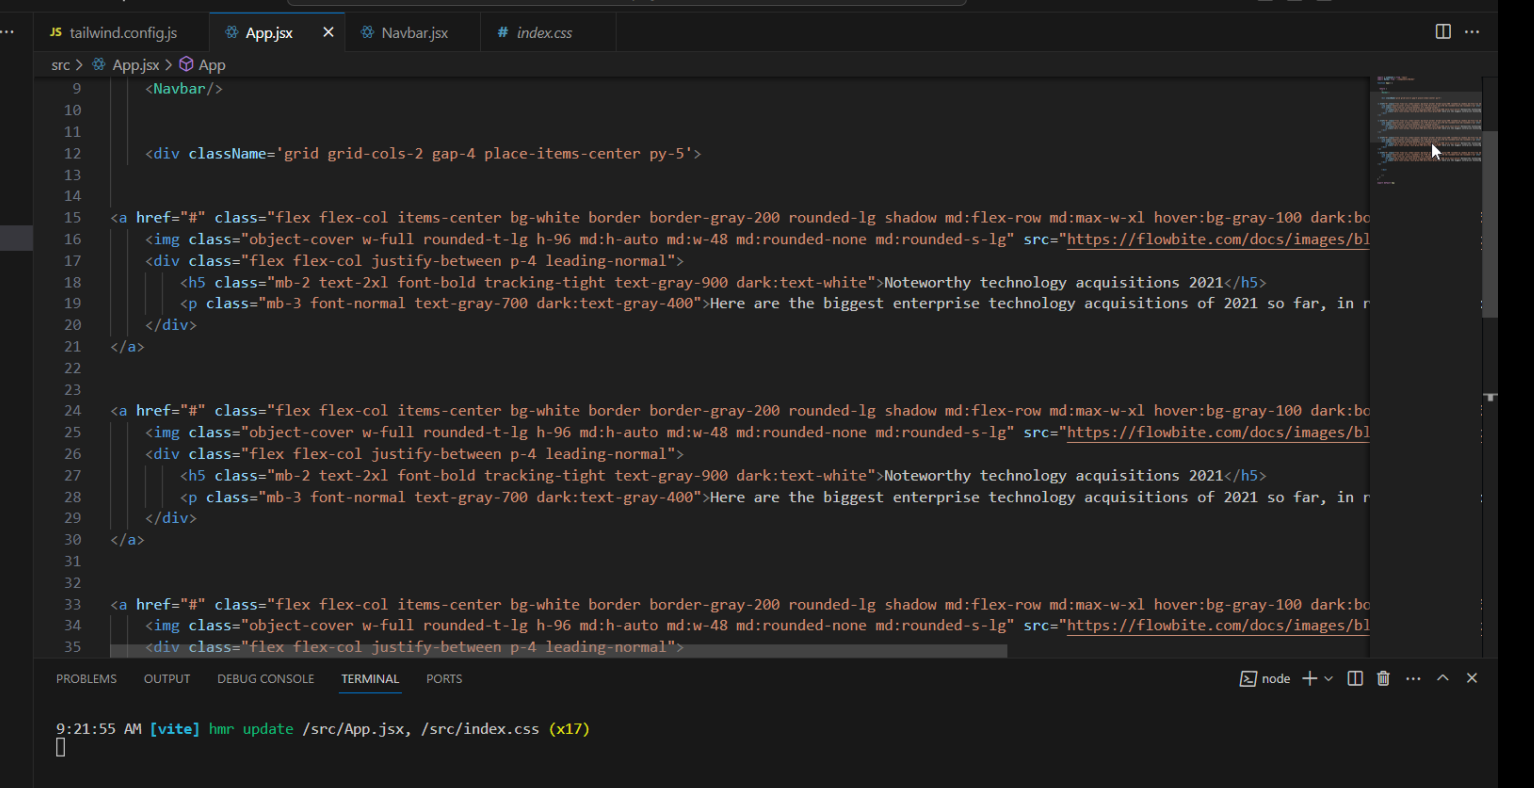 JS tailwind.config.js App.jsx Navbar.jsx # index.css
src > App.jsx > App
9 <Navbar/>
10
11
12 <div className='grid grid-cols-2 gap-4 place-items-center py-5'>
13
14
15 <a href="#" class="flex flex-col items-center bg-white border border-gray-200 rounded-lg shadow md:flex-row md:max-w-xl hover:bg-gray-100 dark:bo
16 <img class="object-cover w-full rounded-t-lg h-96 md:h-auto md:w-48 md:rounded-none md:rounded-s-lg" src="https://flowbite.com/docs/images/bl
17 <div class="flex flex-col justify-between p-4 leading-normal">
18 <h5 class="mb-2 text-2xl font-bold tracking-tight text-gray-900 dark:text-white">Noteworthy technology acquisitions 2021</h5>
19 <p class="mb-3 font-normal text-gray-700 dark:text-gray-400">Here are the biggest enterprise technology acquisitions of 2021 so far, in r
20 </div>
21 </a>
22
23
24 <a href="#" class="flex flex-col items-center bg-white border border-gray-200 rounded-lg shadow md:flex-row md:max-w-xl hover:bg-gray-100 dark:bo
25 <img class="object-cover w-full rounded-t-lg h-96 md:h-auto md:w-48 md:rounded-none md:rounded-s-lg" src="https://flowbite.com/docs/images/bl
26 <div class="flex flex-col justify-between p-4 leading-normal">
27 <h5 class="mb-2 text-2xl font-bold tracking-tight text-gray-900 dark:text-white">Noteworthy technology acquisitions 2021</h5>
28 <p class="mb-3 font-normal text-gray-700 dark:text-gray-400">Here are the biggest enterprise technology acquisitions of 2021 so far, in r
29 </div>
30 </a>
31
32
33 <a href="#" class="flex flex-col items-center bg-white border border-gray-200 rounded-lg shadow md:flex-row md:max-w-xl hover:bg-gray-100 dark:bo
34 <img class="object-cover w-full rounded-t-lg h-96 md:h-auto md:w-48 md:rounded-none md:rounded-s-lg" src="https://flowbite.com/docs/images/bl
35 <div class="flex flex-col justify-between p-4 leading-normal">
PROBLEMS OUTPUT DEBUG CONSOLE TERMINAL PORTS node
9:21:55 AM [vite] hmr update /src/App.jsx, /src/index.css (x17)